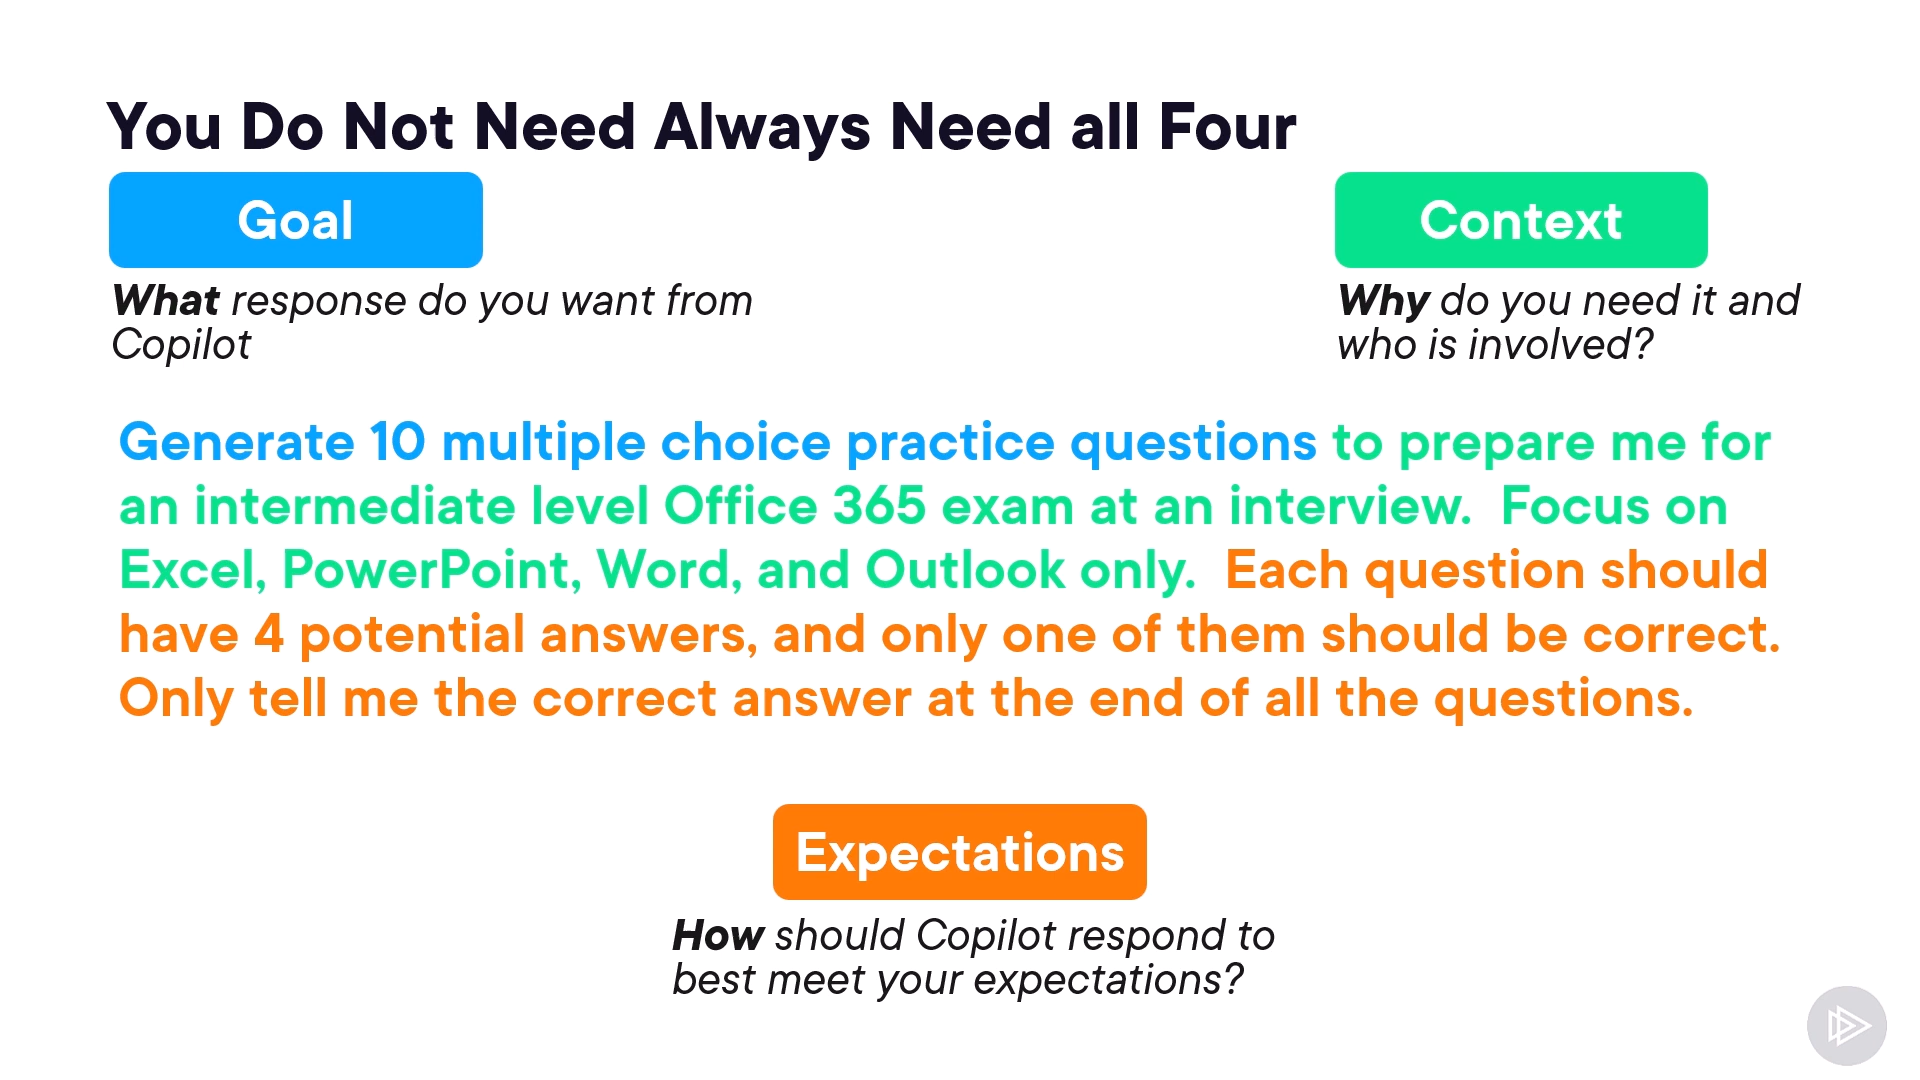 You Do Not Need Always Need all Four
Goal
What response do you want from
Copilot
Context
Why do you need it and
who is involved?
Generate 10 multiple choice practice questions to prepare me for
an intermediate level Office 365 exam at an interview.  Focus on
Excel, PowerPoint, Word, and Outlook only.  Each question should
have 4 potential answers, and only one of them should be correct.
Only tell me the correct answer at the end of all the questions.
Expectations
How should Copilot respond to
best meet your expectations?